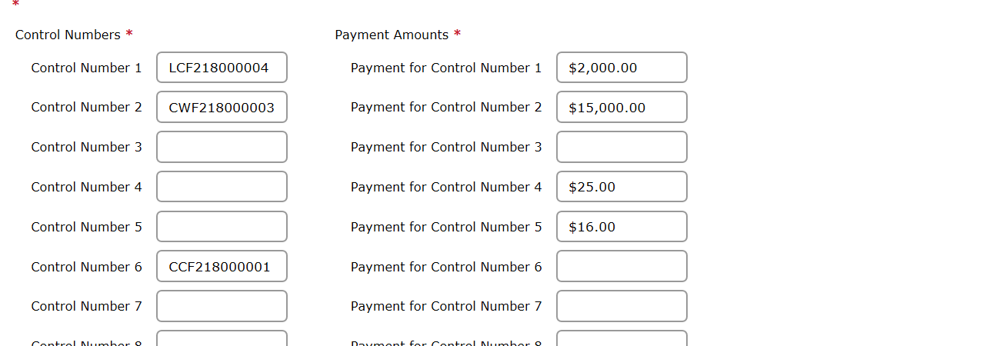 *
Control Numbers * Payment Amounts *
Control Number 1 LCF218000004 Payment for Control Number 1 $2,000.00
Control Number 2 CWF218000003 Payment for Control Number 2 $15,000.00
Control Number 3 Payment for Control Number 3
Control Number 4 Payment for Control Number 4 $25.00
Control Number 5 Payment for Control Number 5 $16.00
Control Number 6 CCF218000001 Payment for Control Number 6
Control Number 7 Payment for Control Number 7
Control Number 8 Payment for Control Number 8